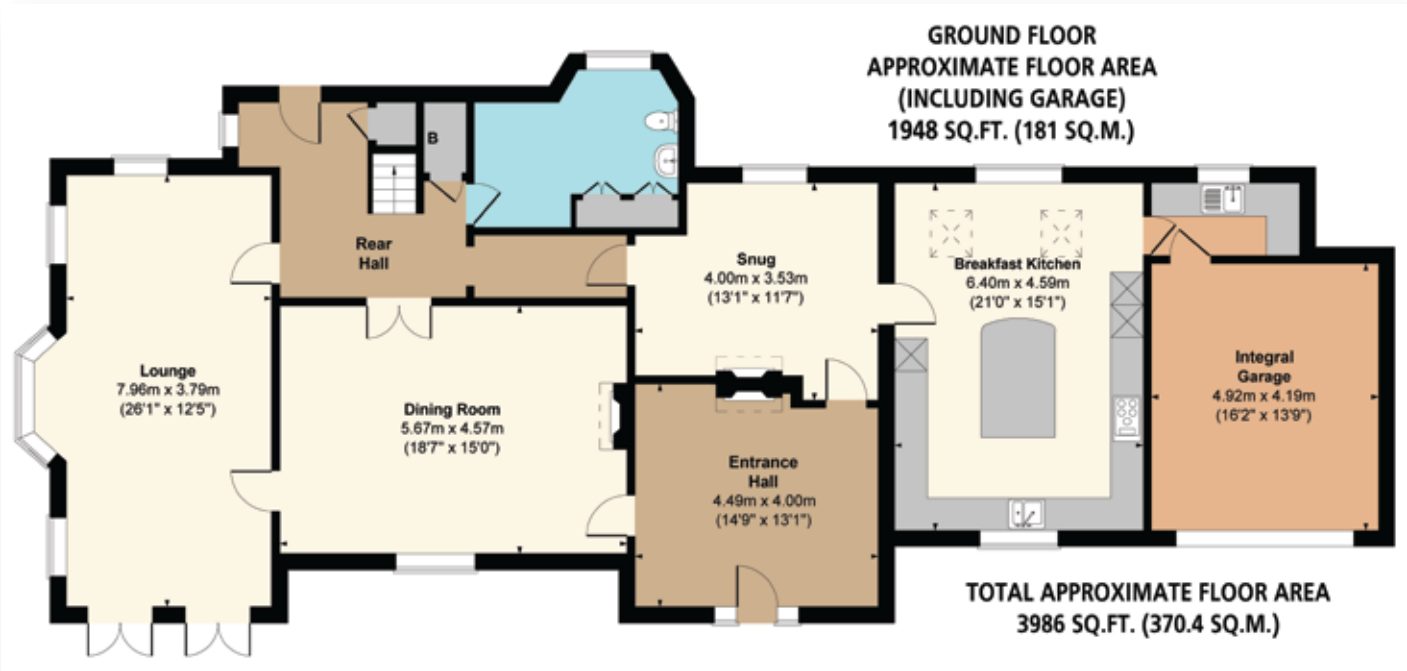 GROUND FLOOR
APPROXIMATE FLOOR AREA
(INCLUDING GARAGE)
1948 SQ.FT. (181 SQ.M.)
B
Rear
Hall
Snug
4.00m x 3.53m
(13'1" x 11'7")
Breakfast Kitchen
6.40m x 4.59m
(21'0" x 15'1")
Lounge
7.96m x 3.79m
(26'1" x 12'5")
Dining Room
5.67m x 4.57m
(18'7" x 15'0")
Integral
Garage
4.92m x 4.19m
(16'2" x 13'9")
Entrance
Hall
4.49m x 4.00m
(14'9" x 13'1")
TOTAL APPROXIMATE FLOOR AREA
3986 SQ.FT. (370.4 SQ.M.)